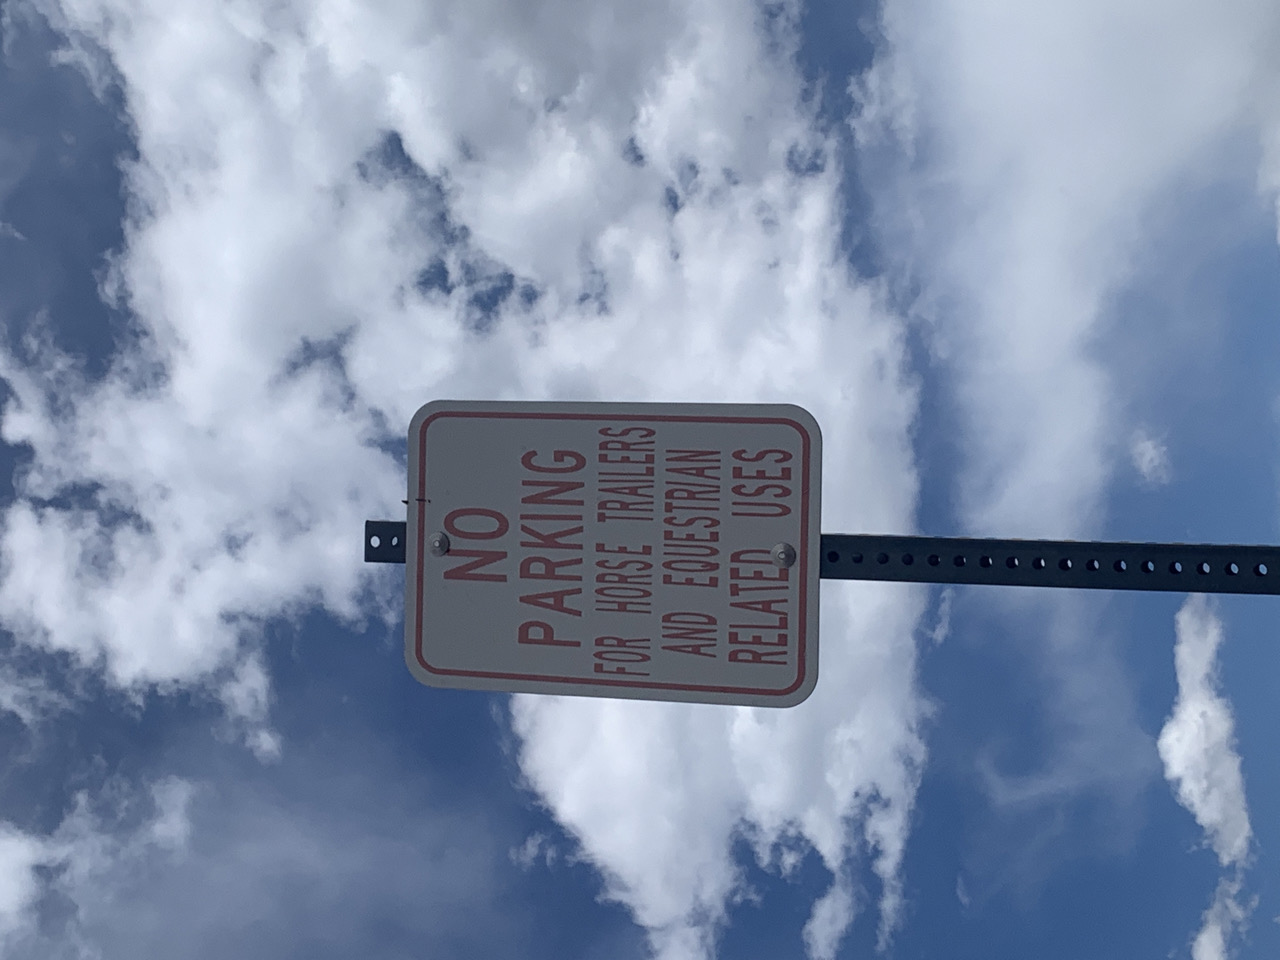 NO
PARKING
FOR HORSE TRAILERS
AND EQUESTRIAN
RELATED USES